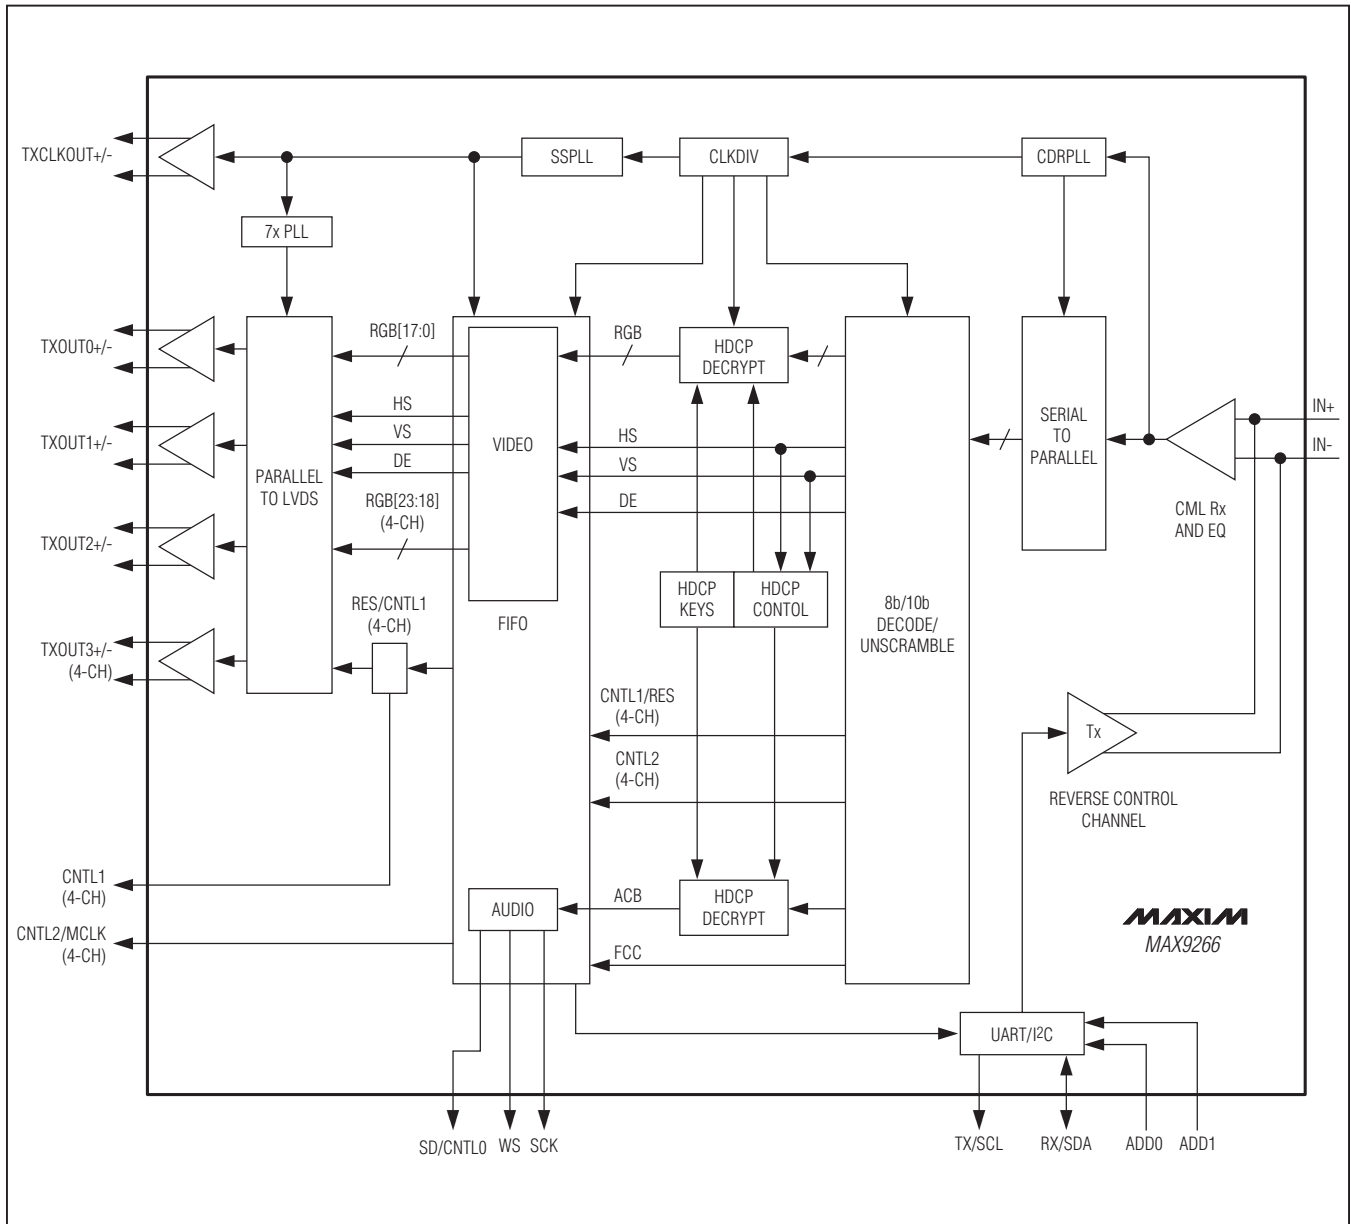 TXCLKOUT+/-
SSPLL
CLKDIV
CDRPLL
7x PLL
TXOUT0+/-
TXOUT1+/-
TXOUT2+/-
TXOUT3+/-
(4-CH)
PARALLEL
TO LVDS
RGB[17:0]
HS
VS
DE
RGB[23:18]
(4-CH)
RES/CNTL1
(4-CH)
VIDEO
FIFO
RGB
HS
VS
DE
HDCP
DECRYPT
HDCP
KEYS
HDCP
CONTOL
8b/10b
DECODE/
UNSCRAMBLE
SERIAL
TO
PARALLEL
CML Rx
AND EQ
IN+
IN-
CNTL1/RES
(4-CH)
CNTL2
(4-CH)
Tx
REVERSE CONTROL
CHANNEL
CNTL1
(4-CH)
CNTL2/MCLK
(4-CH)
AUDIO
ACB
HDCP
DECRYPT
FCC
MAXIM
MAX9266
UART/I²C
SD/CNTL0
WS
SCK
TX/SCL
RX/SDA
ADD0
ADD1